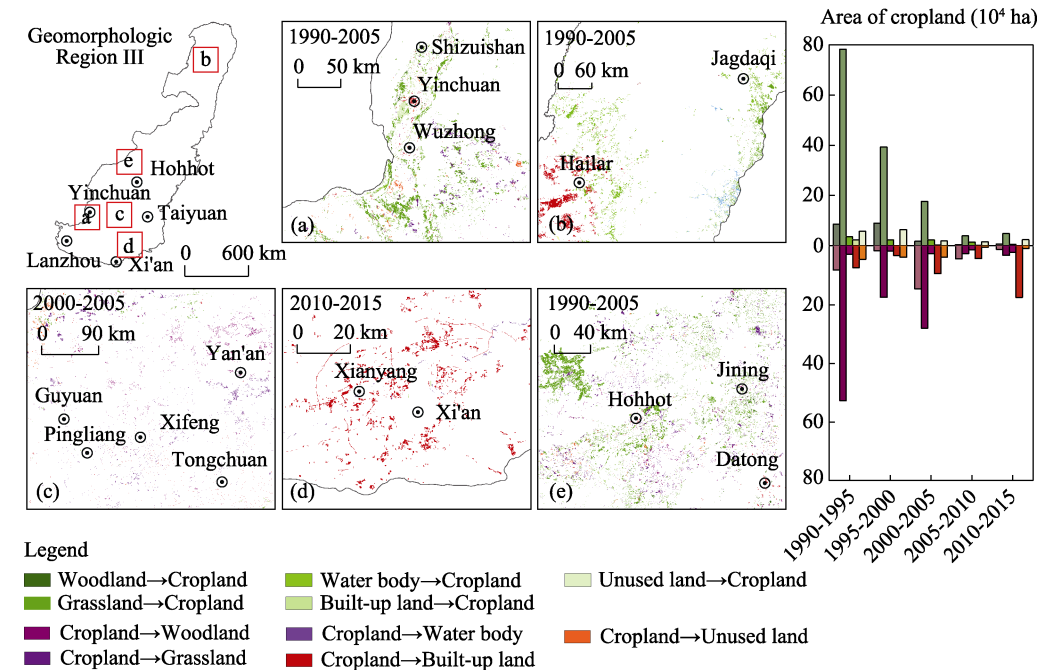 Geomorphologic
Region III
b
e
Hohhot
Yinchuan
a
c
Taiyuan
d
Lanzhou
Xi'an
0 600 km
1990-2005
0 50 km
Shizuishan
Yinchuan
Wuzhong
(a)
1990-2005
0 60 km
Jagdaqi
Hailar
(b)
2000-2005
0 90 km
Yan'an
Guyuan
Xifeng
Pingliang
Tongchuan
(c)
2010-2015
0 20 km
Xianyang
Xi'an
(d)
1990-2005
0 40 km
Jining
Hohhot
Datong
(e)
Area of cropland (10⁴ ha)
80
60
40
20
0
20
40
60
80
1990-1995
1995-2000
2000-2005
2005-2010
2010-2015
Legend
Woodland→Cropland
Grassland→Cropland
Cropland→Woodland
Cropland→Grassland
Water body→Cropland
Built-up land→Cropland
Cropland→Water body
Cropland→Built-up land
Unused land→Cropland
Cropland→Unused land